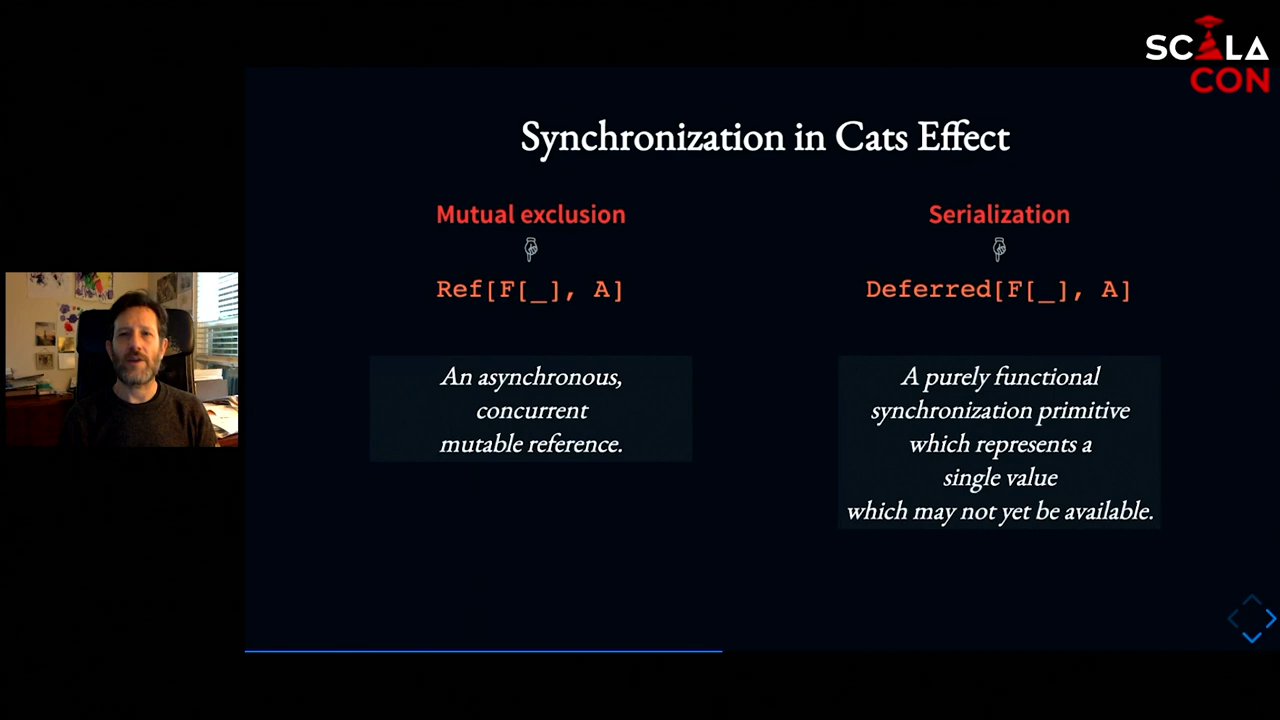 SCALA
CON
Synchronization in Cats Effect
Mutual exclusion
Ref[F[_], A]
An asynchronous,
concurrent
mutable reference.
Serialization
Deferred[F[_], A]
A purely functional
synchronization primitive
which represents a
single value
which may not yet be available.